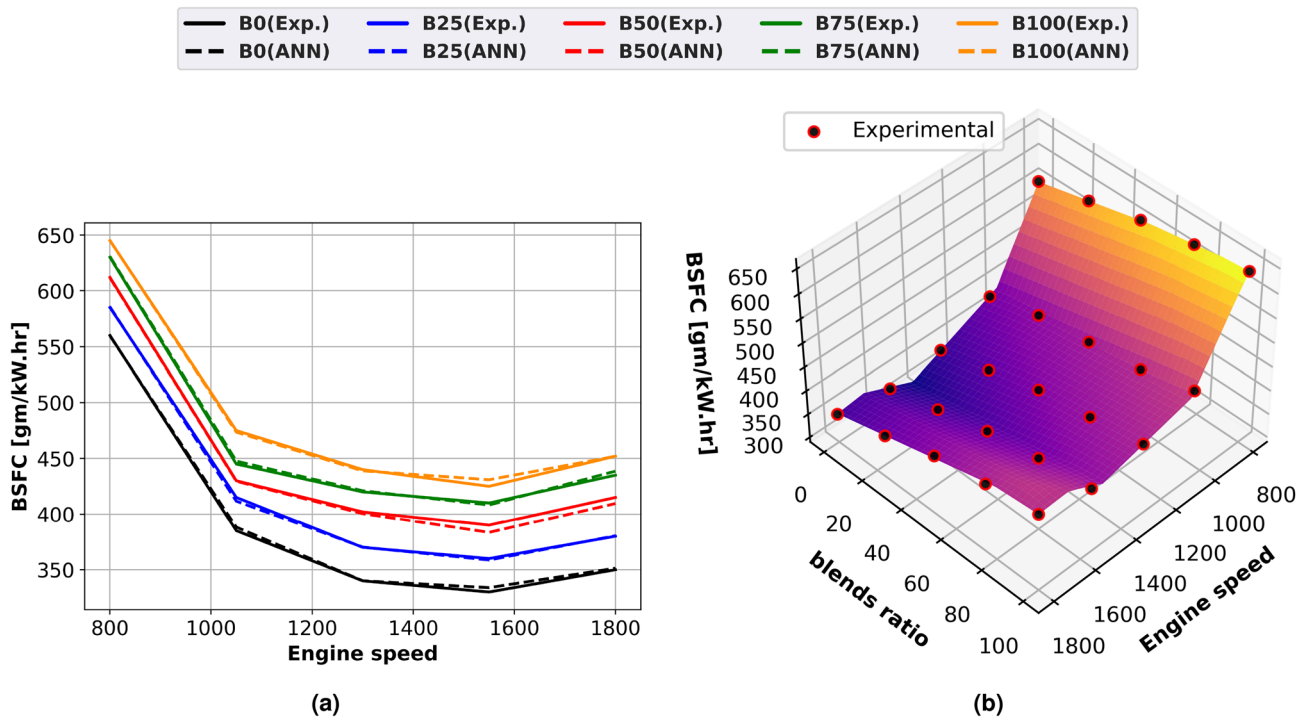 B0(Exp.) B25(Exp.) B50(Exp.) B75(Exp.) B100(Exp.)
B0(ANN) B25(ANN) B50(ANN) B75(ANN) B100(ANN)
Experimental
650
600
550
500
450
400
350
BSFC [gm/kW.hr]
800 1000 1200 1400 1600 1800
Engine speed
(a)
650
600
550
500
450
400
350
300
BSFC [gm/kW.hr]
0
20
40
60
80
100
blends ratio
800
1000
1200
1400
1600
1800
Engine speed
(b)